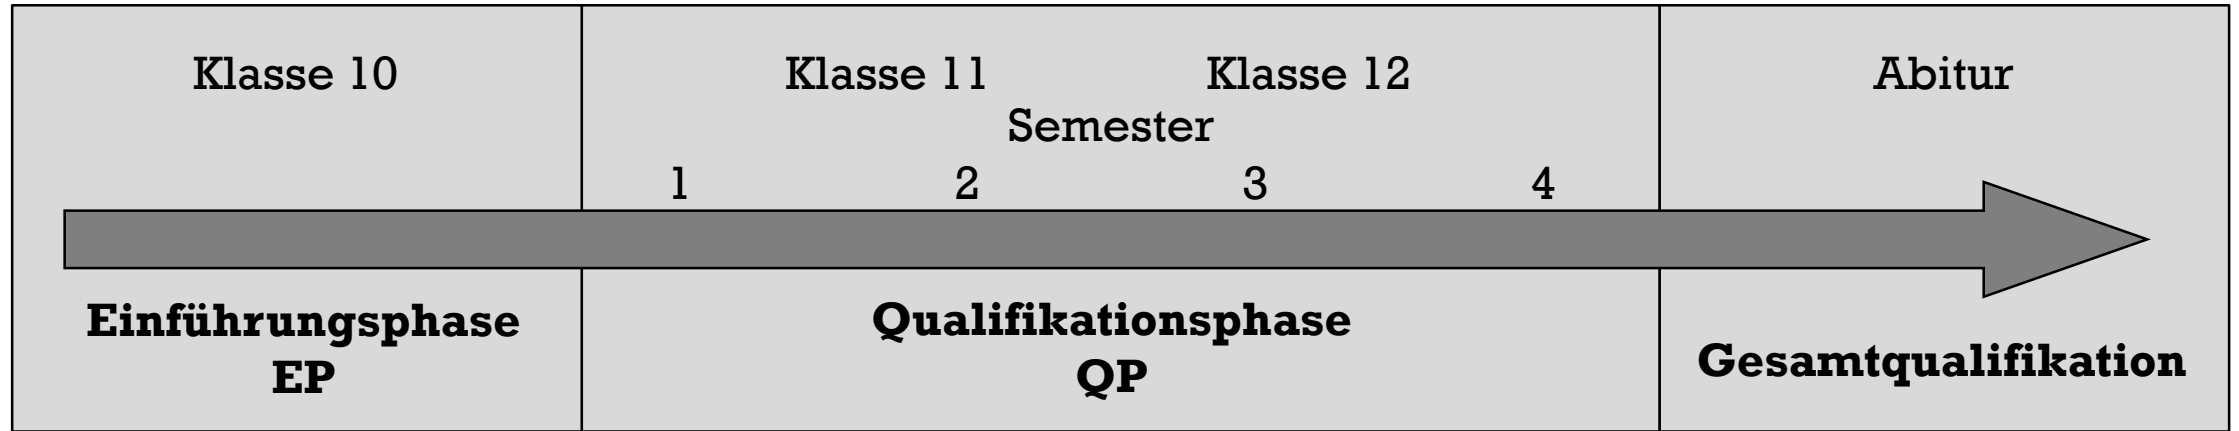 Klasse 10
Einführungsphase
EP
Klasse 11 Klasse 12
Semester
1 2 3 4
Qualifikationsphase
QP
Abitur
Gesamtqualifikation